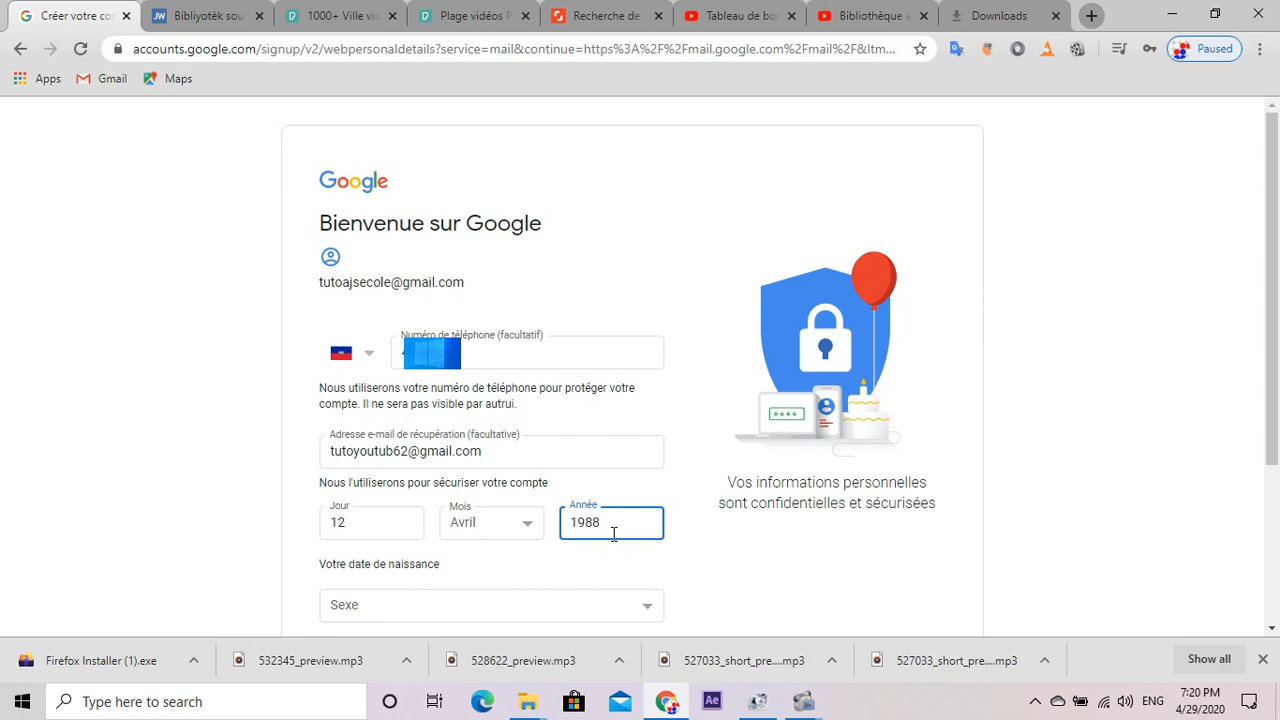 Créer votre co
Bibliyotèk sou
1000+ Ville vid
Plage vidéos P
Recherche de
Tableau de bo
Bibliothèque a
Downloads
accounts.google.com/signup/v2/webpersonaldetails?service=mail&continue=https%3A%2F%2Fmail.google.com%2Fmail%2F&ltm...
Paused
Apps
Gmail
Maps
Google
Bienvenue sur Google
tutoajsecole@gmail.com
Numéro de téléphone (facultatif)
Nous utiliserons votre numéro de téléphone pour protéger votre
compte. Il ne sera pas visible par autrui.
Adresse e-mail de récupération (facultative)
tutoyoutub62@gmail.com
Nous l'utiliserons pour sécuriser votre compte
Jour
Mois
Année
12
Avril
1988
Votre date de naissance
Sexe
****
Vos informations personnelles
sont confidentielles et sécurisées
Firefox Installer (1).exe
532345_preview.mp3
528622_preview.mp3
527033_short_pre....mp3
527033_short_pre....mp3
Show all
Type here to search
Ae
ENG
7:20 PM
4/29/2020